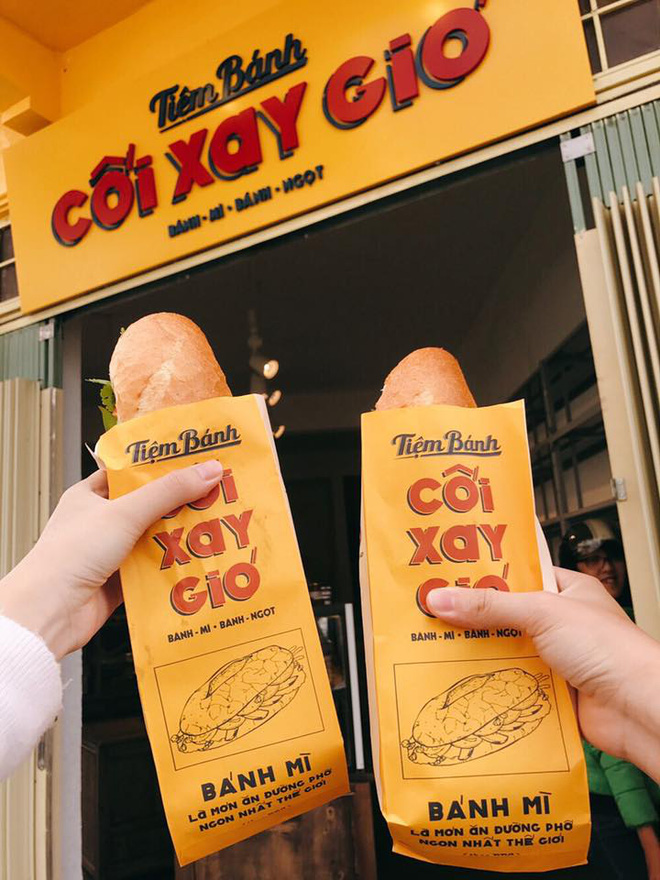 Tiệm Bánh
CỐI XAY GIÓ
BÁNH - MÌ • BÁNH - NGỌT
Tiệm Bánh
CỐI
XAY
GIÓ
BÁNH - MÌ • BÁNH - NGỌT
BÁNH MÌ
LÀ MÓN ĂN ĐƯỜNG PHỐ
NGON NHẤT THẾ GIỚI
Tiệm Bánh
CỐI
XAY
GIÓ
BÁNH - MÌ • BÁNH - NGỌT
BÁNH MÌ
LÀ MÓN ĂN ĐƯỜNG PHỐ
NGON NHẤT THẾ GIỚI